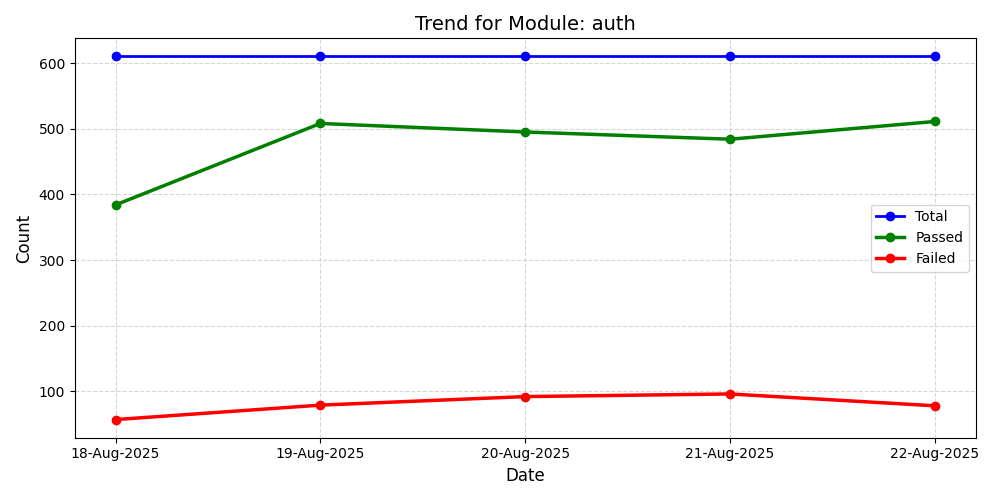 Trend for Module: auth
600
500
400
300
200
100
Count
Total
Passed
Failed
18-Aug-2025
19-Aug-2025
20-Aug-2025
21-Aug-2025
22-Aug-2025
Date